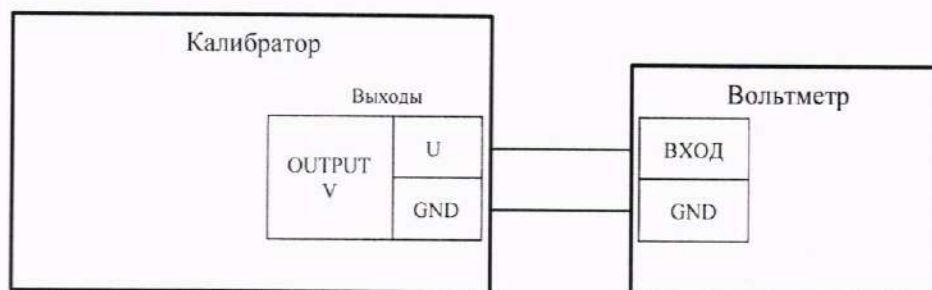 Калибратор
Выходы
OUTPUT
V
U
GND
Вольтметр
ВХОД
GND